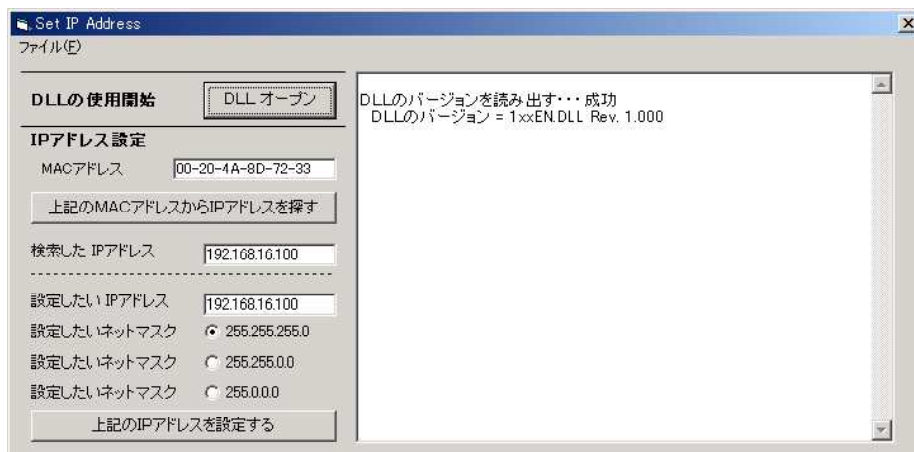 Set IP Address
ファイル(F)
DLLの使用開始
DLL オープン
IPアドレス設定
MACアドレス
00-20-4A-8D-72-33
上記のMACアドレスからIPアドレスを探す
検索した IPアドレス
192.168.16.100
設定したい IPアドレス
192.168.16.100
設定したいネットマスク
255.255.255.0
設定したいネットマスク
255.255.0.0
設定したいネットマスク
255.0.0.0
上記のIPアドレスを設定する
DLLのバージョンを読み出す・・・成功
DLLのバージョン = 1xxEN.DLL Rev. 1.000